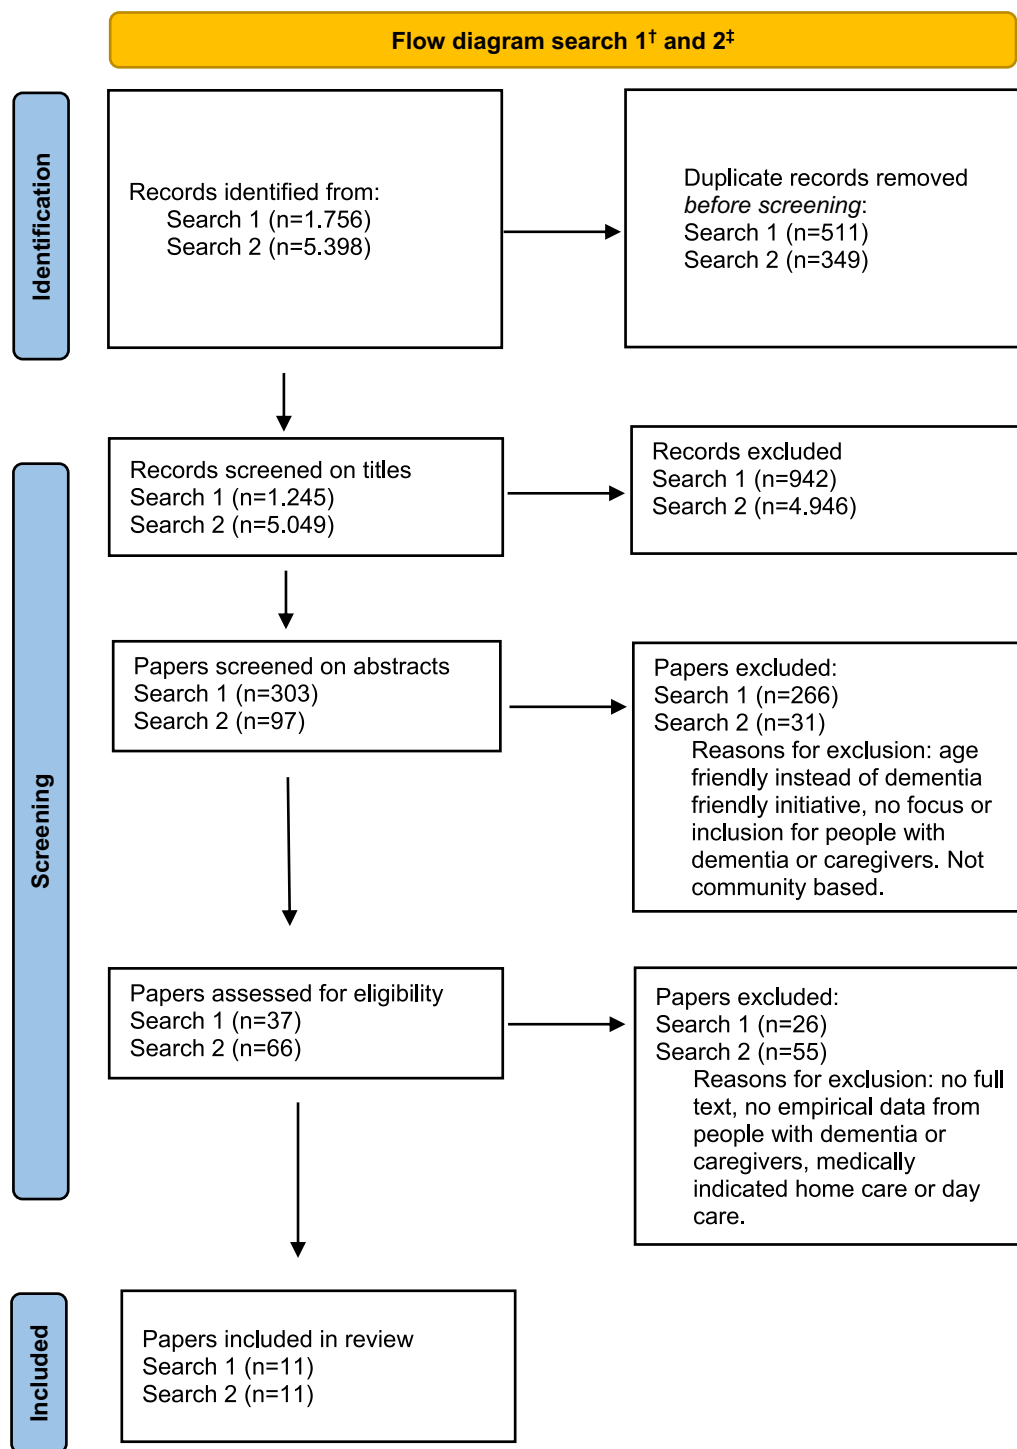 Flow diagram search 1† and 2‡
Identification
Records identified from:
Search 1 (n=1.756)
Search 2 (n=5.398)
Duplicate records removed
before screening:
Search 1 (n=511)
Search 2 (n=349)
Screening
Records screened on titles
Search 1 (n=1.245)
Search 2 (n=5.049)
Records excluded
Search 1 (n=942)
Search 2 (n=4.946)
Papers screened on abstracts
Search 1 (n=303)
Search 2 (n=97)
Papers excluded:
Search 1 (n=266)
Search 2 (n=31)
Reasons for exclusion: age
friendly instead of dementia
friendly initiative, no focus or
inclusion for people with
dementia or caregivers. Not
community based.
Papers assessed for eligibility
Search 1 (n=37)
Search 2 (n=66)
Papers excluded:
Search 1 (n=26)
Search 2 (n=55)
Reasons for exclusion: no full
text, no empirical data from
people with dementia or
caregivers, medically
indicated home care or day
care.
Included
Papers included in review
Search 1 (n=11)
Search 2 (n=11)